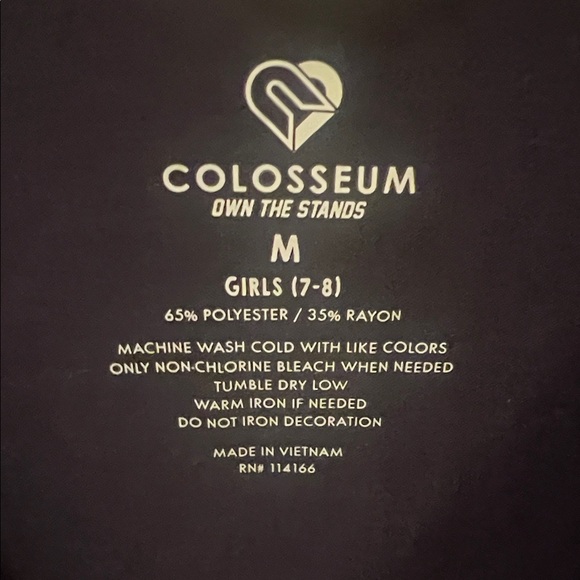 COLOSSEUM
OWN THE STANDS
M
GIRLS (7-8)
65% POLYESTER / 35% RAYON
MACHINE WASH COLD WITH LIKE COLORS
ONLY NON-CHLORINE BLEACH WHEN NEEDED
TUMBLE DRY LOW
WARM IRON IF NEEDED
DO NOT IRON DECORATION
MADE IN VIETNAM
RN# 114166